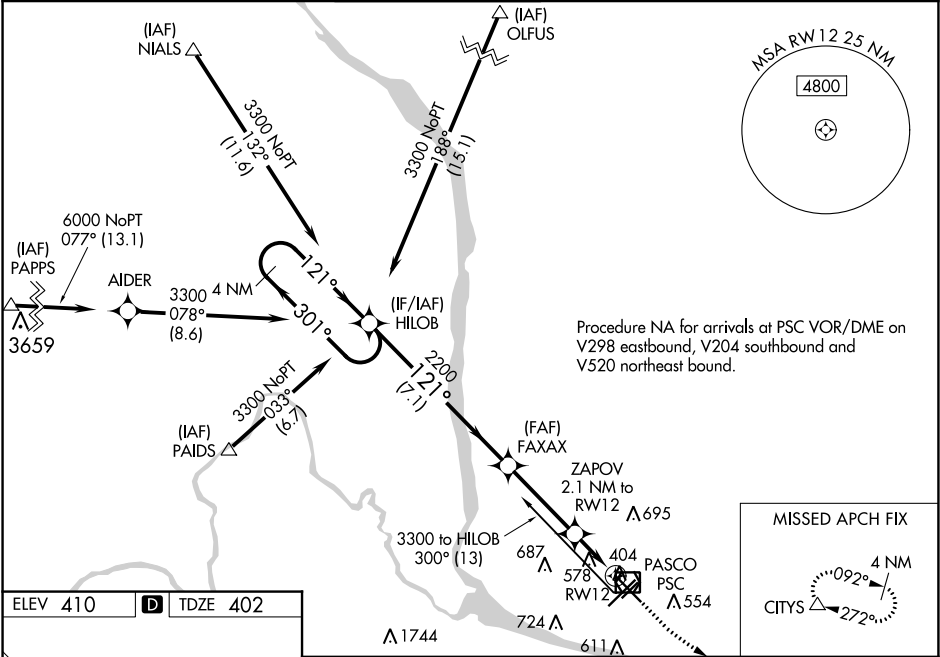 (IAF)
NIALS
3300 NoPT
132°
(11.6)
(IAF)
OLFUS
3300 NoPT
188°
(15.1)
MSA RW12 25 NM
4800
6000 NoPT
077° (13.1)
(IAF)
PAPPS
3659
AIDER
3300
078°
(8.6)
4 NM
121°
301°
(IF/IAF)
HILOB
3300 NoPT
033°
(6.7)
(IAF)
PAIDS
2200
121°
(7.1)
Procedure NA for arrivals at PSC VOR/DME on
V298 eastbound, V204 southbound and
V520 northeast bound.
(FAF)
FAXAX
ZAPOV
2.1 NM to
RW12
695
3300 to HILOB
300° (13)
687
578
404
RW12
PASCO
PSC
554
724
611
1744
MISSED APCH FIX
4 NM
092°
CITYS
272°
ELEV 410 D TDZE 402